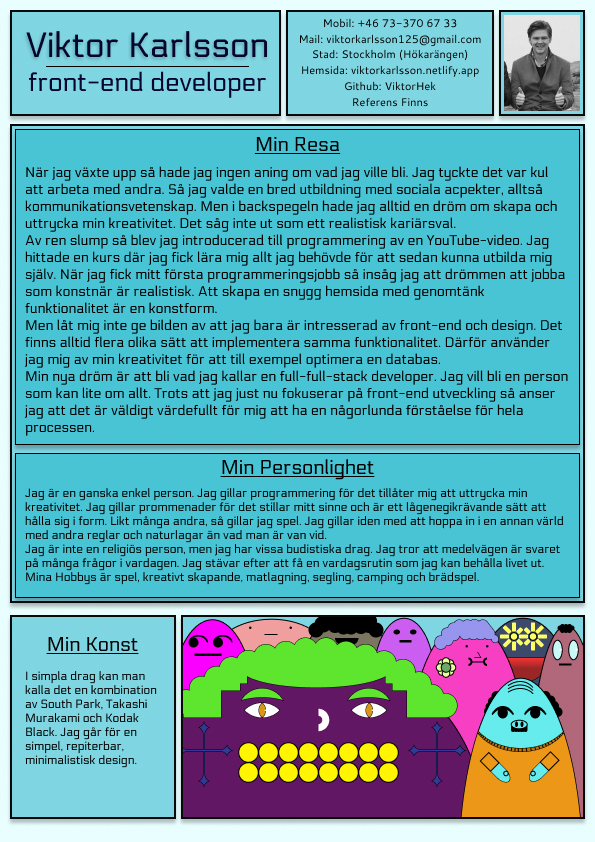 Viktor Karlsson
front-end developer
Mobil: +46 73-370 67 33
Mail: viktorkarlsson125@gmail.com
Stad: Stockholm (Hökarängen)
Hemsida: viktorkarlsson.netlify.app
Github: ViktorHek
Referens Finns
Min Resa
När jag växte upp så hade jag ingen aning om vad jag ville bli. Jag tyckte det var kul
att arbeta med andra. Så jag valde en bred utbildning med sociala acpekter, alltså
kommunikationsvetenskap. Men i backspegeln hade jag alltid en dröm om skapa och
uttrycka min kreativitet. Det såg inte ut som ett realistisk kariärsval.
Av ren slump så blev jag introducerad till programmering av en YouTube-video. Jag
hittade en kurs där jag fick lära mig allt jag behövde för att sedan kunna utbilda mig
själv. När jag fick mitt första programmeringsjobb så insåg jag att drömmen att jobba
som konstnär är realistisk. Att skapa en snygg hemsida med genomtänk
funktionalitet är en konstform.
Men låt mig inte ge bilden av att jag bara är intresserad av front-end och design. Det
finns alltid flera olika sätt att implementera samma funktionalitet. Därför använder
jag mig av min kreativitet för att till exempel optimera en databas.
Min nya dröm är att bli vad jag kallar en full-full-stack developer. Jag vill bli en person
som kan lite om allt. Trots att jag just nu fokuserar på front-end utveckling så anser
jag att det är väldigt värdefullt för mig att ha en någorlunda förståelse för hela
processen.
Min Personlighet
Jag är en ganska enkel person. Jag gillar programmering för det tillåter mig att uttrycka min
kreativitet. Jag gillar promenader för det stillar mitt sinne och är ett lågenegikrävande sätt att
hålla sig i form. Likt många andra, så gillar jag spel. Jag gillar iden med att hoppa in i en annan värld
med andra reglar och naturlagar än vad man är van vid.
Jag är inte en religiös person, men jag har vissa budistiska drag. Jag tror att medelvägen är svaret
på många frågor i vardagen. Jag stävar efter att få en vardagsrutin som jag kan behålla livet ut.
Mina Hobbys är spel, kreativt skapande, matlagning, segling, camping och brädspel.
Min Konst
I simpla drag kan man
kalla det en kombination
av South Park, Takashi
Murakami och Kodak
Black. Jag går för en
simpel, repiterbar,
minimalistisk design.